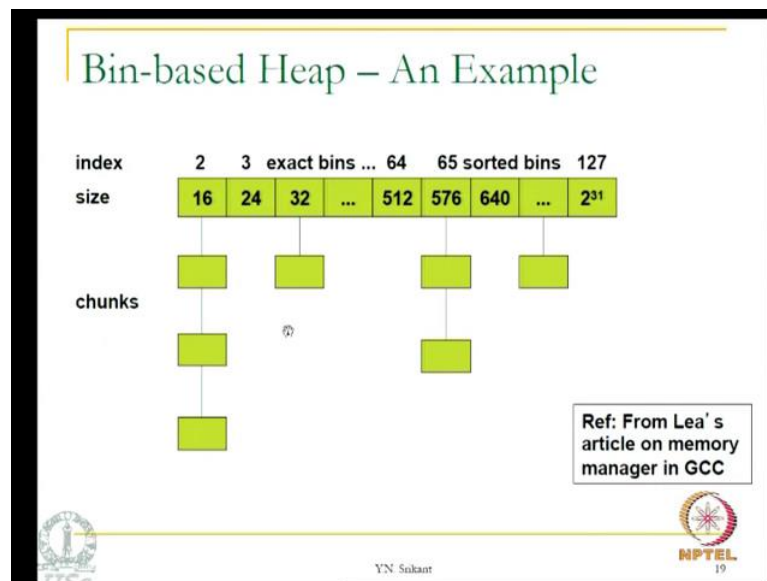 Bin-based Heap – An Example
index 2 3 exact bins ... 64 65 sorted bins 127
size 16 24 32 ... 512 576 640 ... 2³¹
chunks
Ref: From Lea's
article on memory
manager in GCC
NPTEL
Y.N. Srikant
19